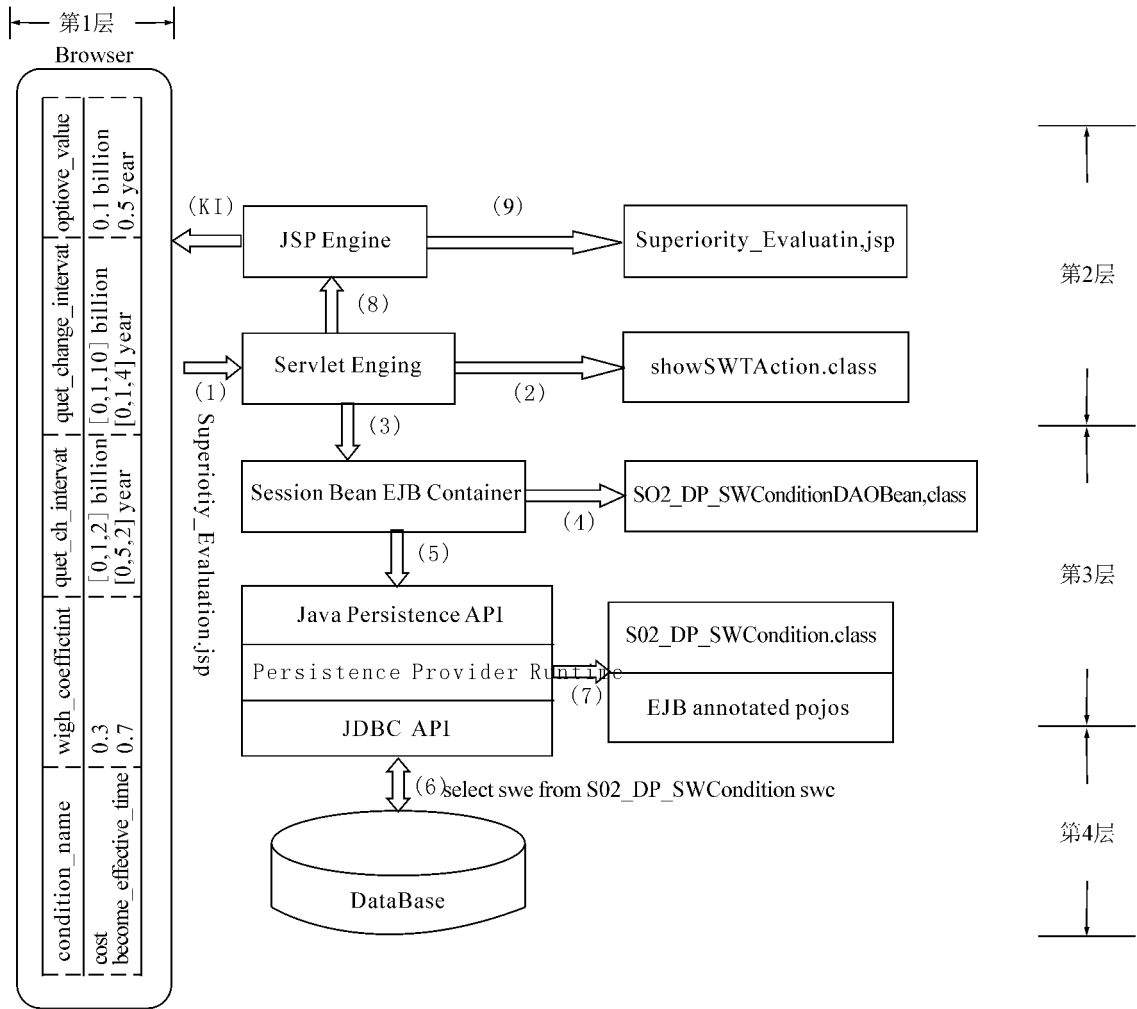 第1层
Browser
optiove_value
0.1 billion
0.5 year
quet_change_intervat
[0,1,10] billion
[0,1,4] year
quet_ch_intervat
[0,1,2] billion
[0,5,2] year
wigh_coeffictint
0.3
0.7
condition_name
cost
become_effective_time
(KI)
JSP Engine
(9)
Superiority_Evaluatin,jsp
第2层
(8)
(1)
Servlet Enging
(2)
showSWTAction.class
Superiotiy_Evaluation.jsp
(3)
Session Bean EJB Container
(4)
SO2_DP_SWConditionDAOBean,class
(5)
第3层
Java Persistence API
Persistence Provider Runtime
JDBC API
(7)
S02_DP_SWCondition.class
EJB annotated pojos
(6)select swe from S02_DP_SWCondition swc
第4层
DataBase